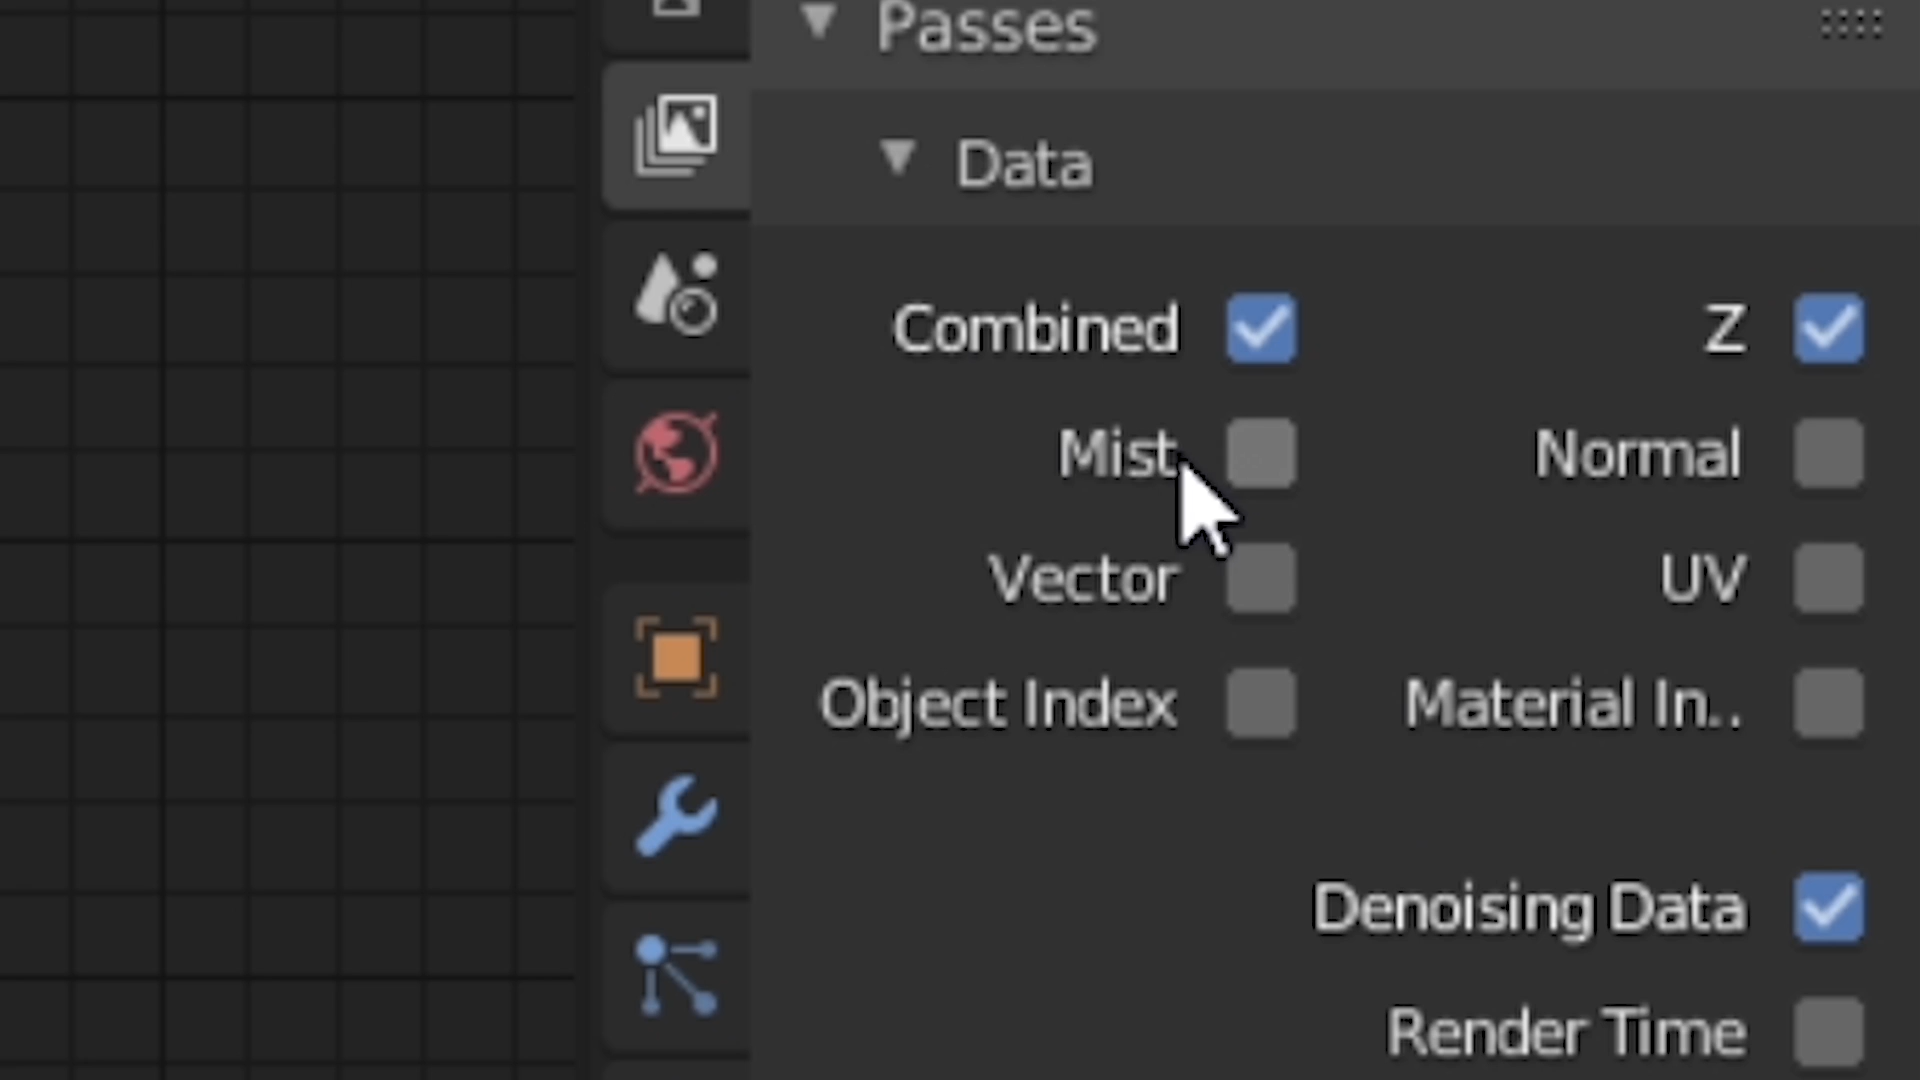 Passes
Data
Combined
Z
Mist
Normal
Vector
UV
Object Index
Material In..
Denoising Data
Render Time